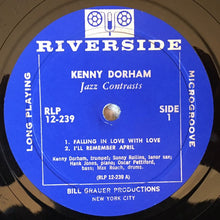 RIVERSIDE
LONG PLAYING
MICROGROOVE
KENNY DORHAM
Jazz Contrasts
RLP
12-239
SIDE
1
1. FALLING IN LOVE WITH LOVE
2. I'LL REMEMBER APRIL
Kenny Dorham, trumpet; Sonny Rollins, tenor sax;
Hank Jones, piano; Oscar Pettiford,
bass; Max Roach, drums.
(RLP 12-239 A)
BILL GRAUER PRODUCTIONS
NEW YORK CITY